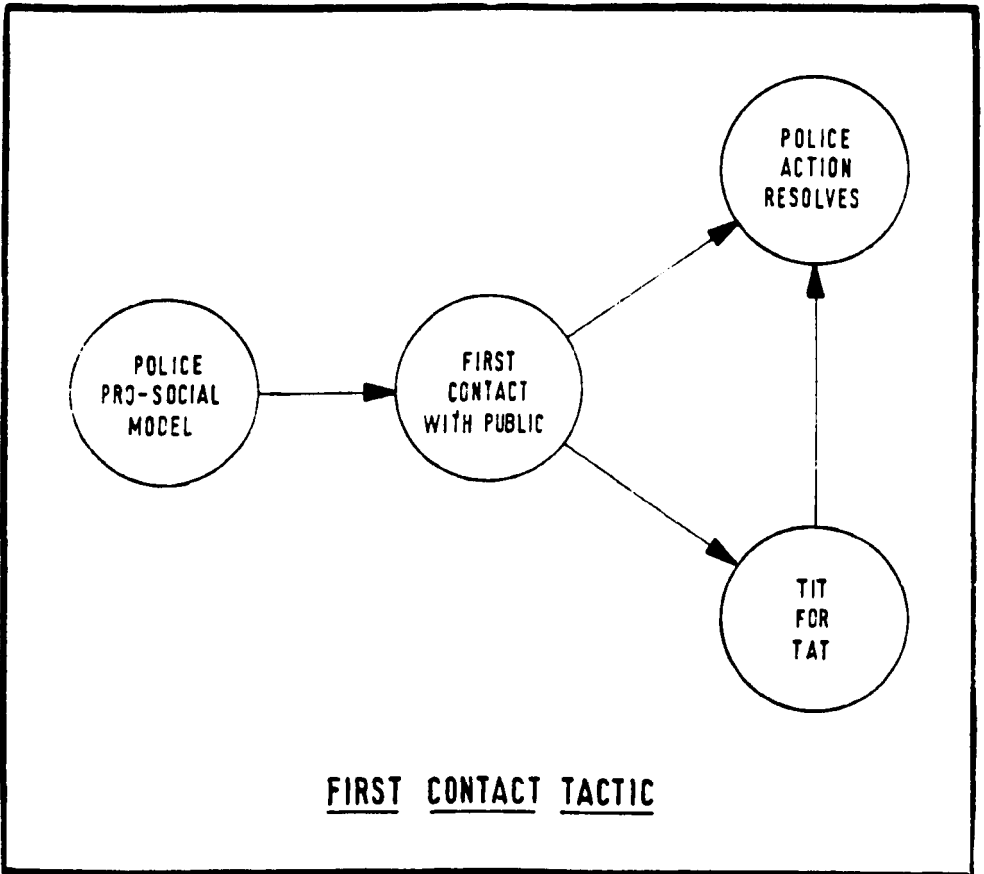 POLICE
PRO-SOCIAL
MODEL
FIRST
CONTACT
WITH PUBLIC
POLICE
ACTION
RESOLVES
TIT
FOR
TAT
FIRST CONTACT TACTIC